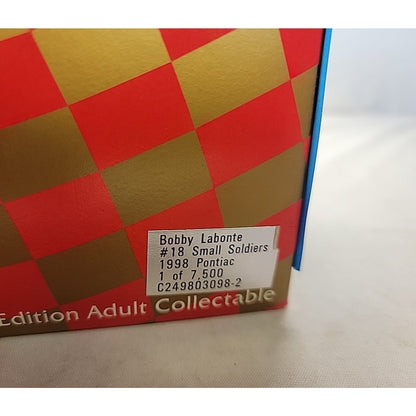 Bobby Labonte
#18 Small Soldiers
1998 Pontiac
1 of 7,500
C249803098-2
Edition Adult Collectable